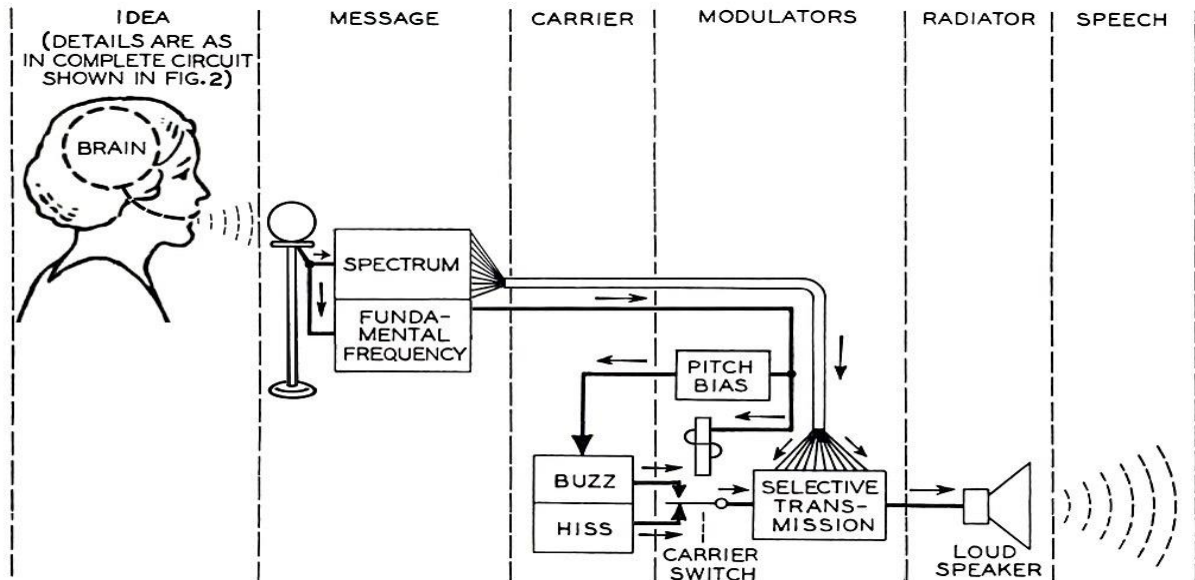 IDEA
(DETAILS ARE AS
IN COMPLETE CIRCUIT
SHOWN IN FIG.2)
MESSAGE
CARRIER
MODULATORS
RADIATOR
SPEECH
BRAIN
SPECTRUM
FUNDA-
MENTAL
FREQUENCY
PITCH
BIAS
BUZZ
HISS
CARRIER
SWITCH
SELECTIVE
TRANS-
MISSION
LOUD
SPEAKER